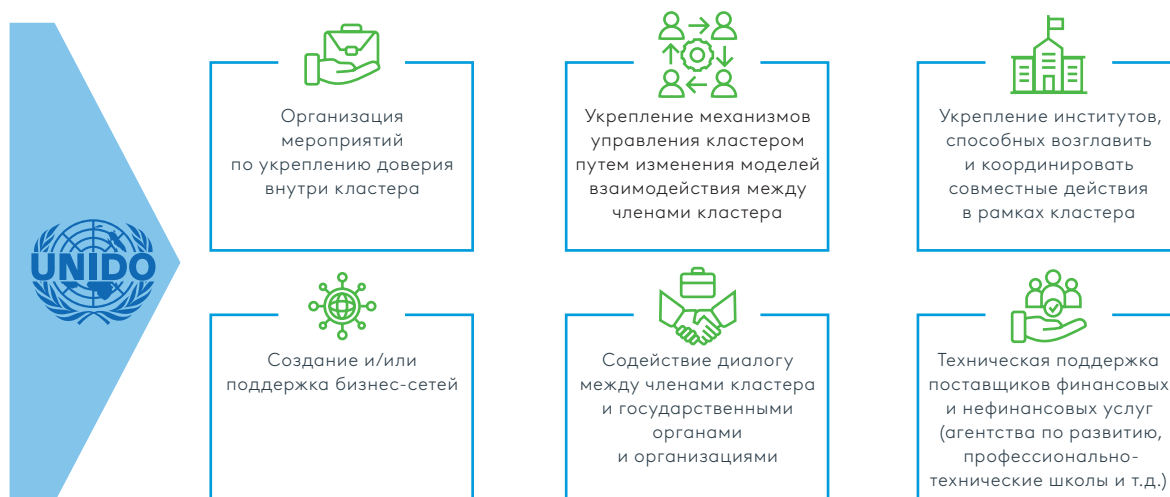 UNIDO
Организация
мероприятий
по укреплению доверия
внутри кластера
Укрепление механизмов
управления кластером
путем изменения моделей
взаимодействия между
членами кластера
Укрепление институтов,
способных возглавить
и координировать
совместные действия
в рамках кластера
Создание и/или
поддержка бизнес-сетей
Содействие диалогу
между членами кластера
и государственными
органами
и организациями
Техническая поддержка
поставщиков финансовых
и нефинансовых услуг
(агентства по развитию,
профессионально-
технические школы и т.д.)